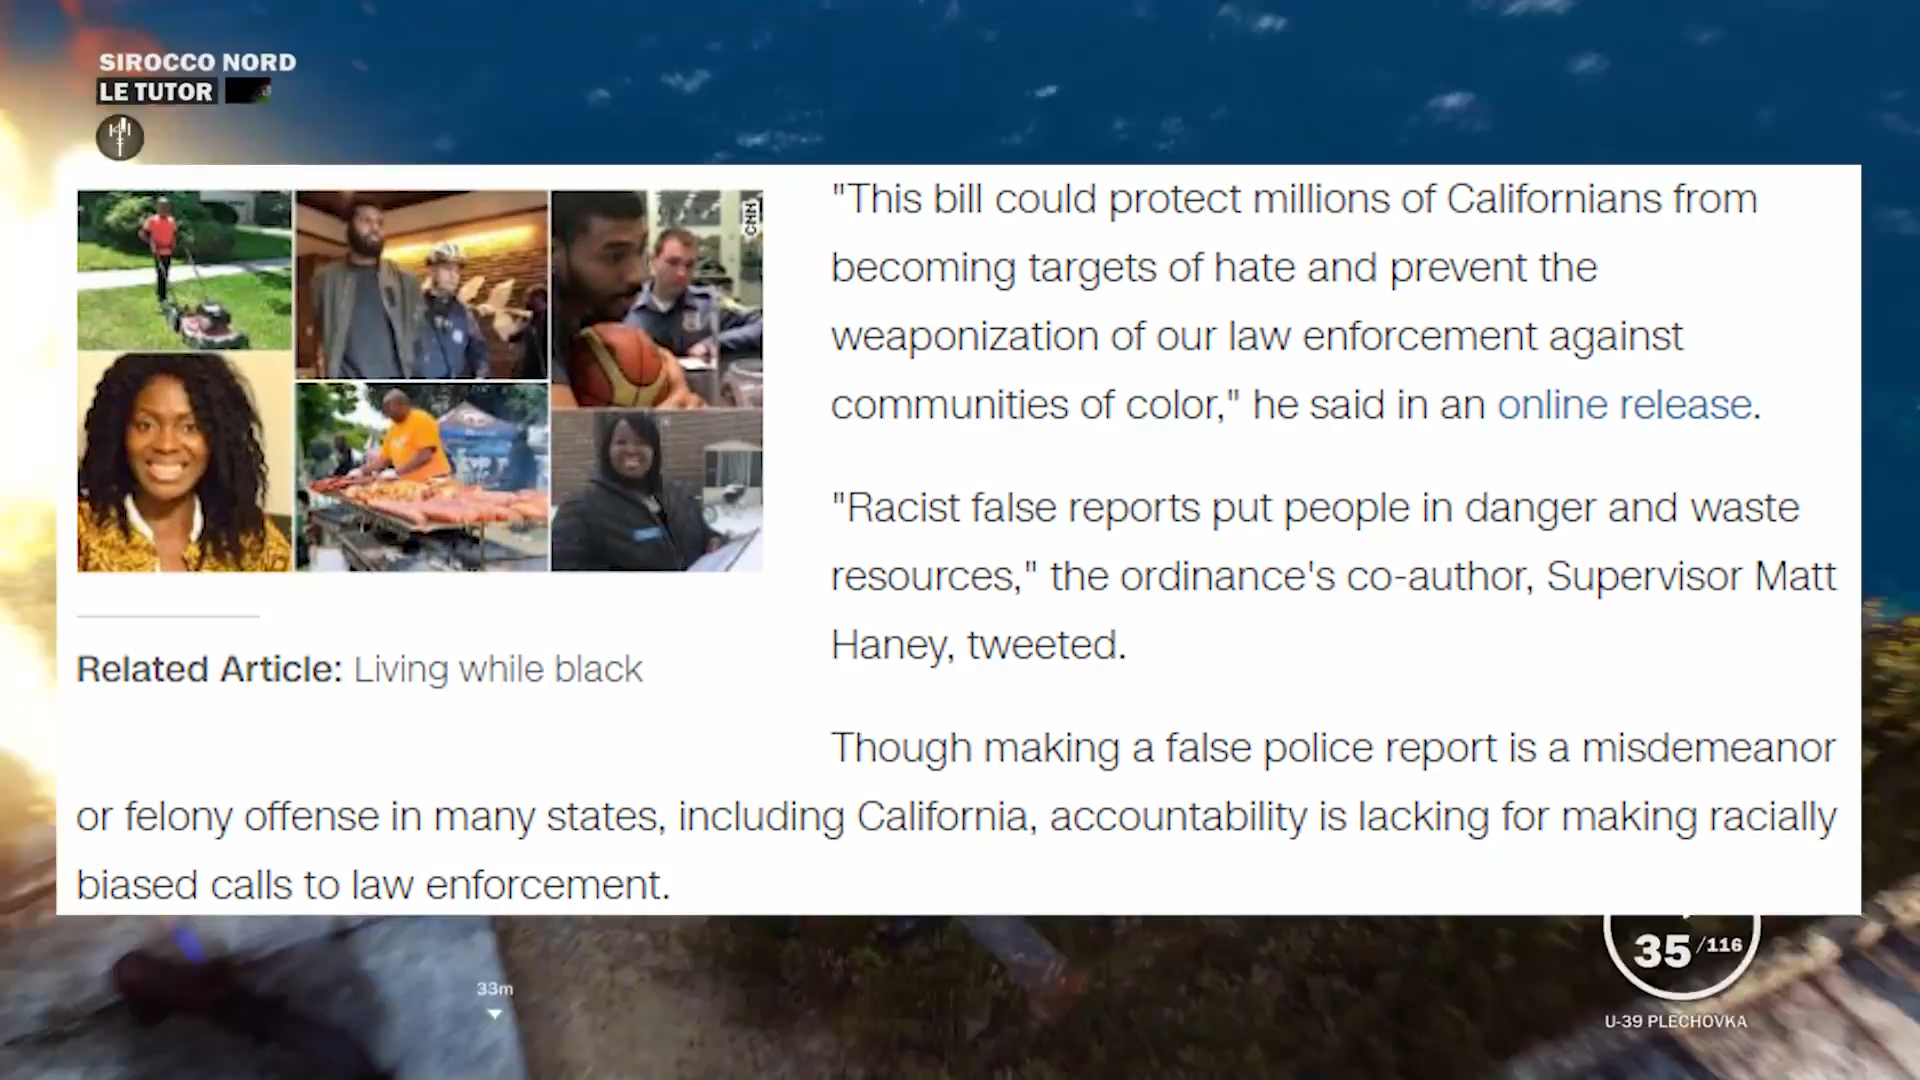 SIROCCO NORD
LE TUTOR
CNN
"This bill could protect millions of Californians from
becoming targets of hate and prevent the
weaponization of our law enforcement against
communities of color," he said in an online release.
"Racist false reports put people in danger and waste
resources," the ordinance's co-author, Supervisor Matt
Haney, tweeted.
Related Article: Living while black
Though making a false police report is a misdemeanor
or felony offense in many states, including California, accountability is lacking for making racially
biased calls to law enforcement.
33m
35/116
U-39 PLECHOVKA